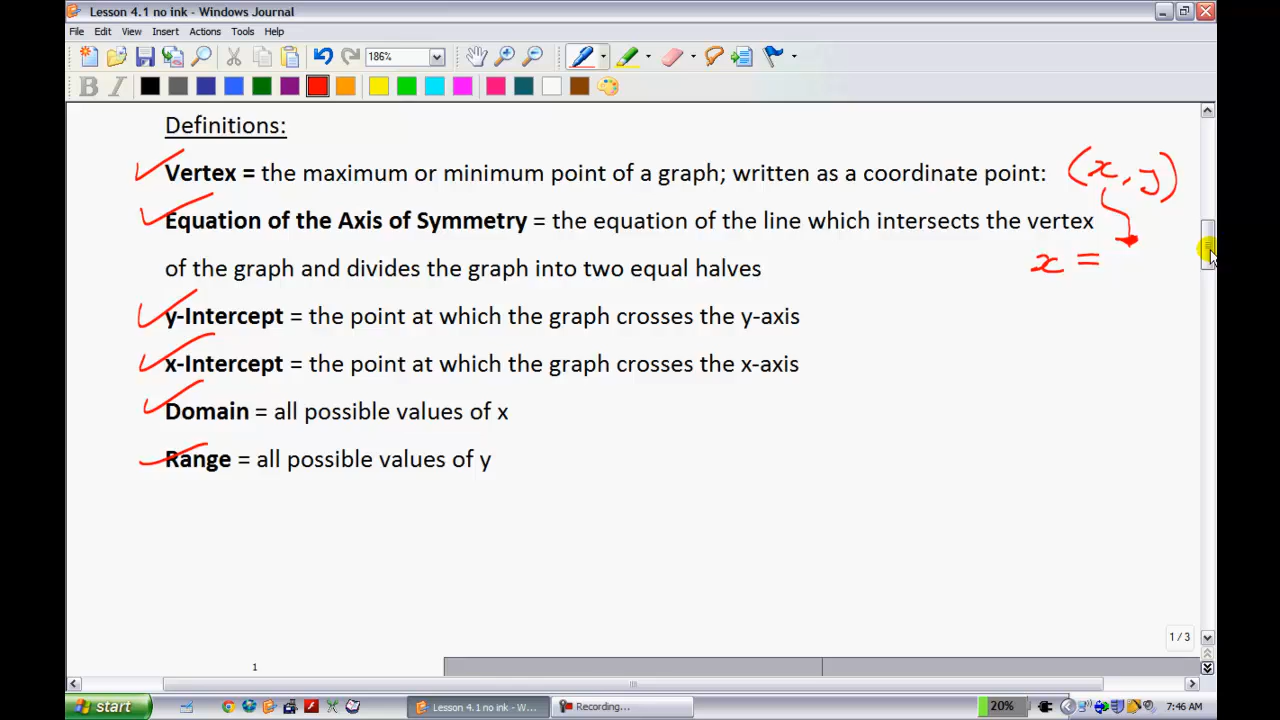 Lesson 4.1 no ink - Windows Journal
File Edit View Insert Actions Tools Help
186%
B I
Definitions:
Vertex = the maximum or minimum point of a graph; written as a coordinate point: (x, y)
Equation of the Axis of Symmetry = the equation of the line which intersects the vertex
of the graph and divides the graph into two equal halves
x =
y-Intercept = the point at which the graph crosses the y-axis
x-Intercept = the point at which the graph crosses the x-axis
Domain = all possible values of x
Range = all possible values of y
1 / 3
1
start
Lesson 4.1 no ink - W...
Recording...
20%
7:46 AM